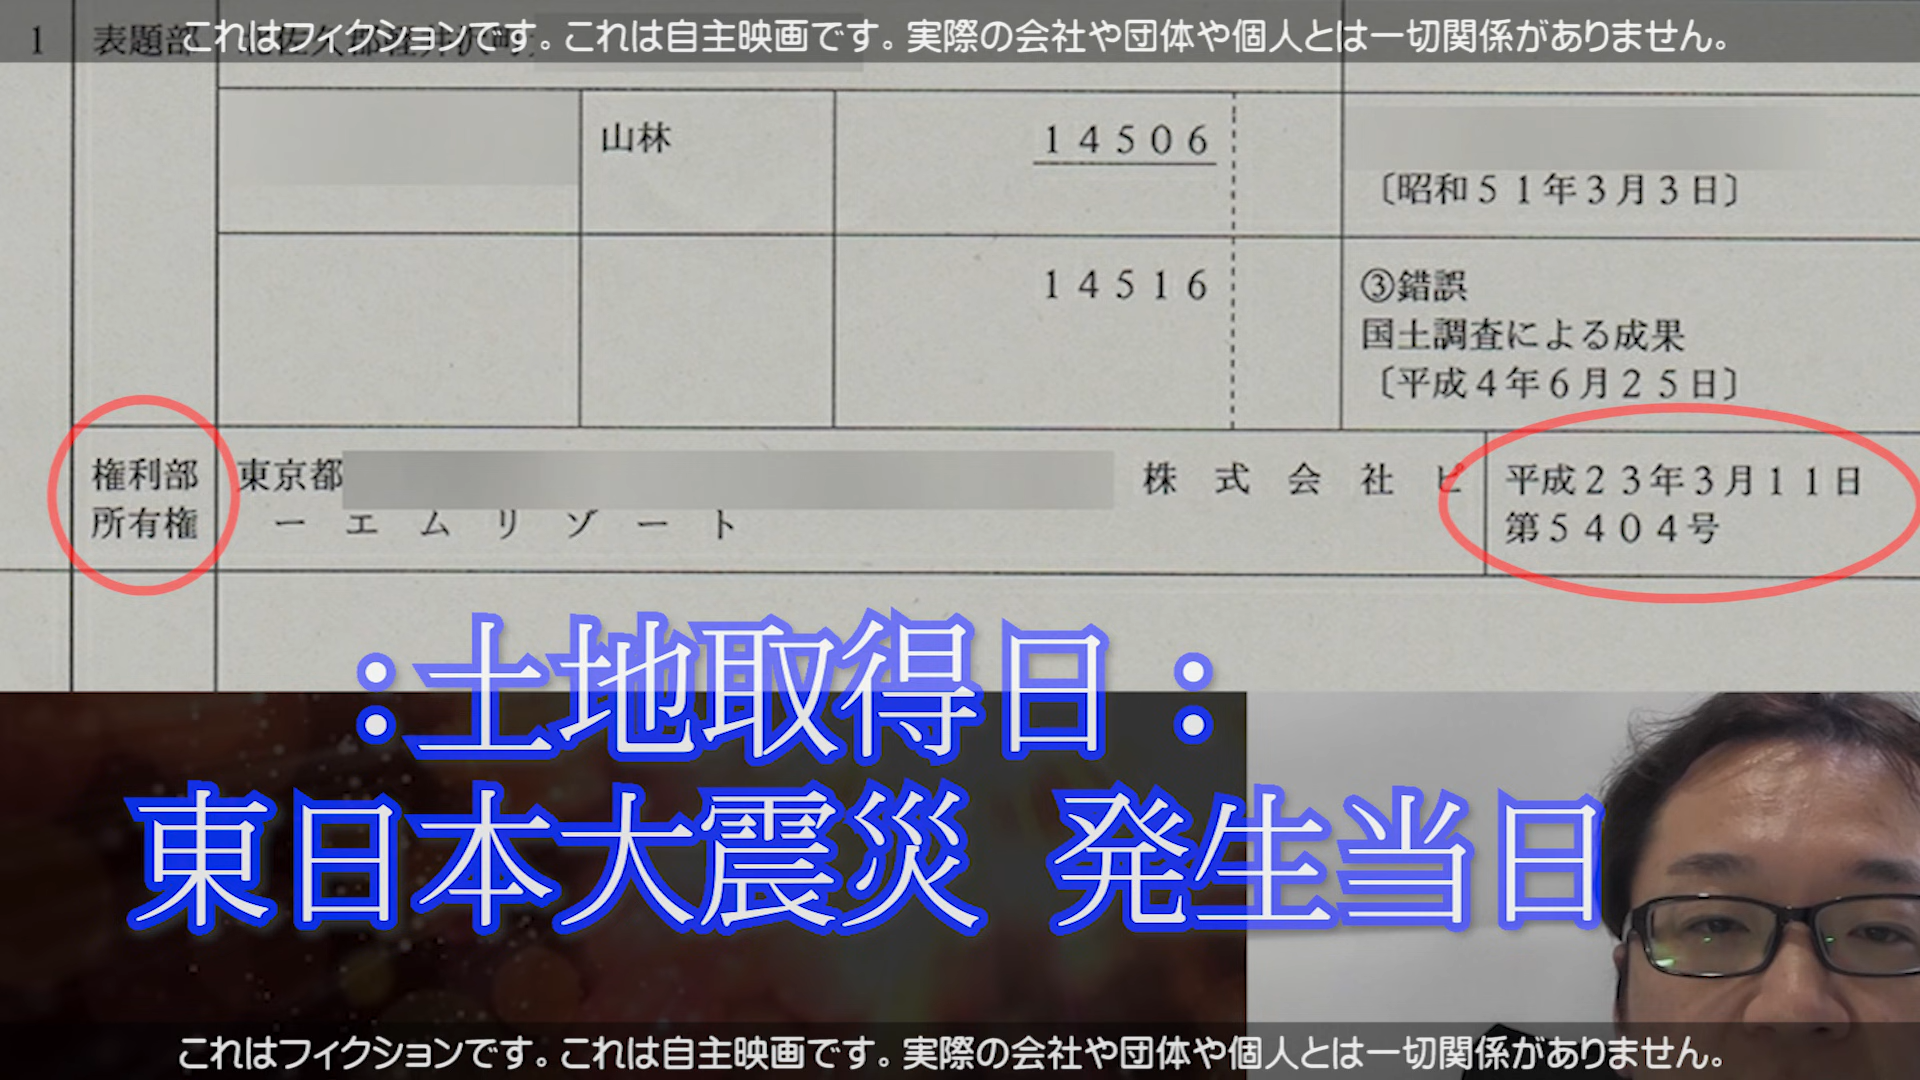 これはフィクションです。これは自主映画です。実際の会社や団体や個人とは一切関係がありません。
1 表題部
山林 14506
〔昭和51年3月3日〕
14516 ③錯誤
国土調査による成果
〔平成4年6月25日〕
権利部 東京都 株式会社ピ 平成23年3月11日
所有権 ーエムリゾート 第5404号
：土地取得日：
東日本大震災 発生当日
これはフィクションです。これは自主映画です。実際の会社や団体や個人とは一切関係がありません。